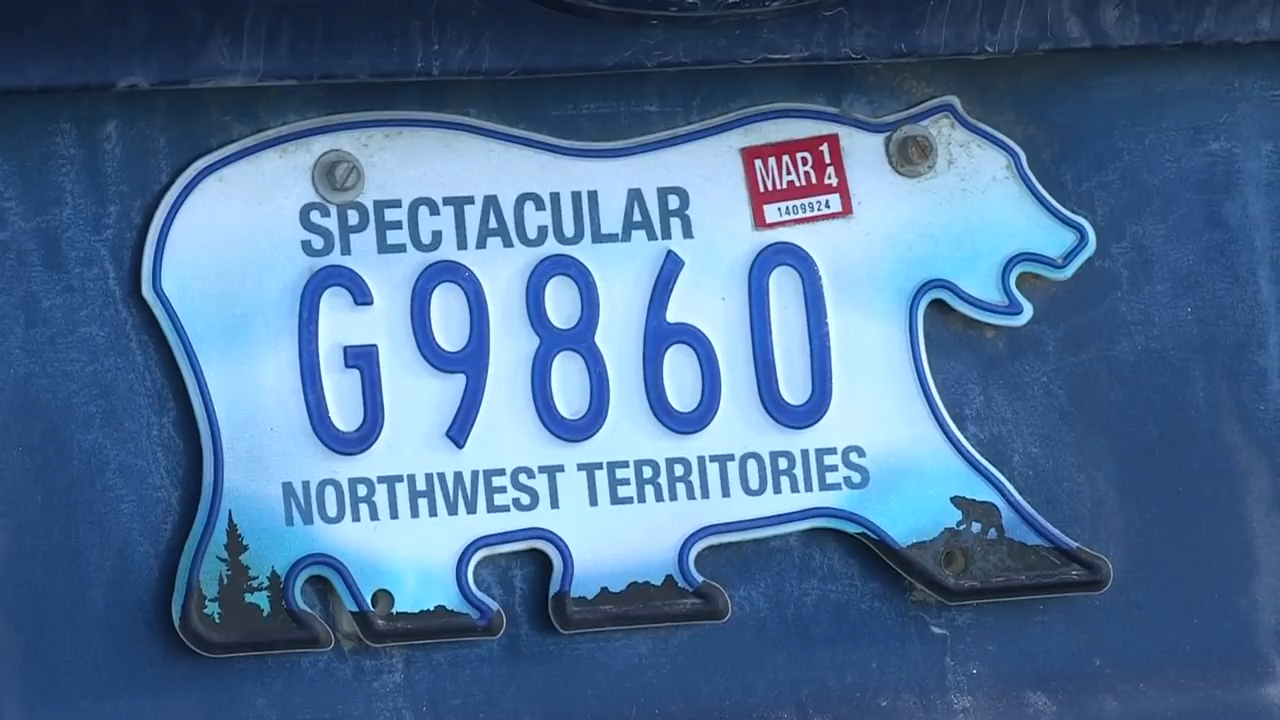 SPECTACULAR
MAR 14
1409924
G9860
NORTHWEST TERRITORIES